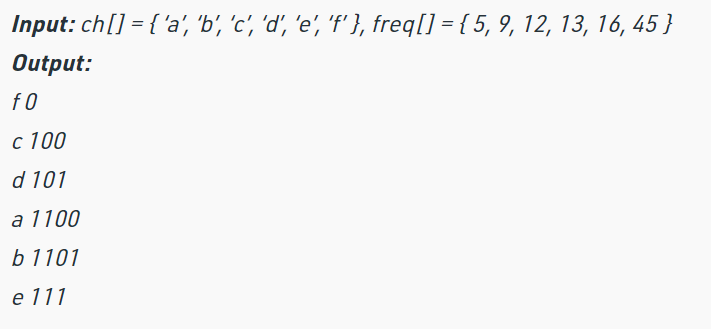 Input: ch[] = { ‘a’, ‘b’, ‘c’, ‘d’, ‘e’, ‘f’ }, freq[] = { 5, 9, 12, 13, 16, 45 }
Output:
f 0
c 100
d 101
a 1100
b 1101
e 111